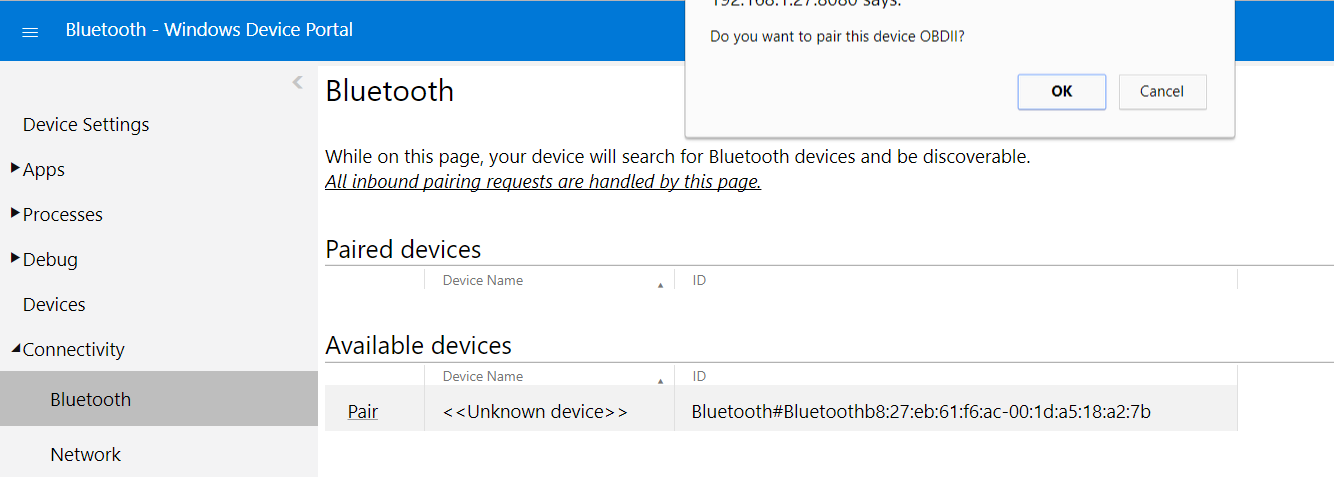 192.168.1.27:8080 says:
Bluetooth - Windows Device Portal
Do you want to pair this device OBDII?
OK
Cancel
Device Settings
Apps
Processes
Debug
Devices
Connectivity
Bluetooth
Network
Bluetooth
While on this page, your device will search for Bluetooth devices and be discoverable.
All inbound pairing requests are handled by this page.
Paired devices
Device Name
ID
Available devices
Device Name
ID
Pair
<<Unknown device>>
Bluetooth#Bluetoothb8:27:eb:61:f6:ac-00:1d:a5:18:a2:7b